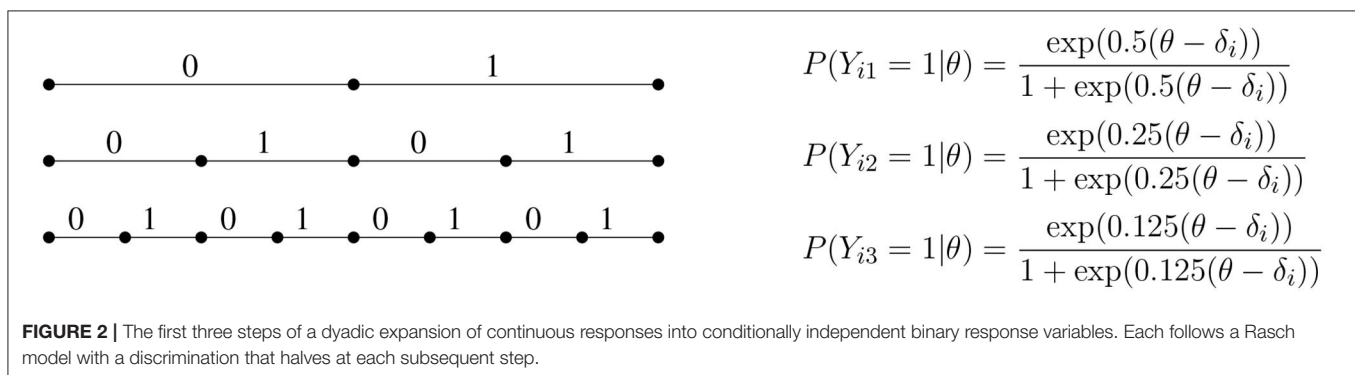 0 1
0 1 0 1
0 1 0 1 0 1 0 1
P(Y_{i1} = 1|θ) = exp(0.5(θ − δ_i)) / 1 + exp(0.5(θ − δ_i))
P(Y_{i2} = 1|θ) = exp(0.25(θ − δ_i)) / 1 + exp(0.25(θ − δ_i))
P(Y_{i3} = 1|θ) = exp(0.125(θ − δ_i)) / 1 + exp(0.125(θ − δ_i))
FIGURE 2 | The first three steps of a dyadic expansion of continuous responses into conditionally independent binary response variables. Each follows a Rasch
model with a discrimination that halves at each subsequent step.